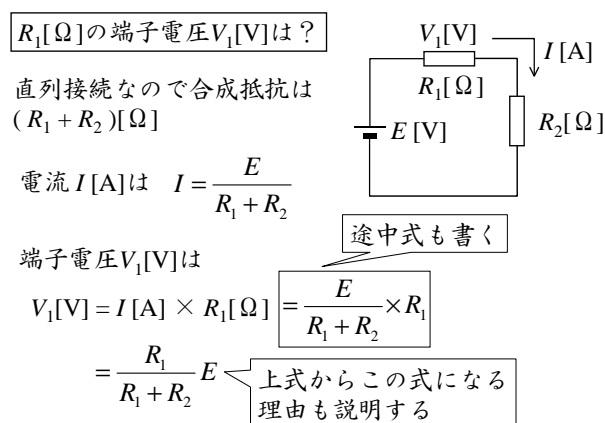 R₁[Ω]の端子電圧V₁[V]は？
V₁[V]
I[A]
R₁[Ω]
R₂[Ω]
E[V]
直列接続なので合成抵抗は
(R₁+R₂)[Ω]
電流I[A]は I=E/(R₁+R₂)
途中式も書く
端子電圧V₁[V]は
V₁[V]=I[A]×R₁[Ω]=E/(R₁+R₂)×R₁
=R₁/(R₁+R₂) E
上式からこの式になる
理由も説明する